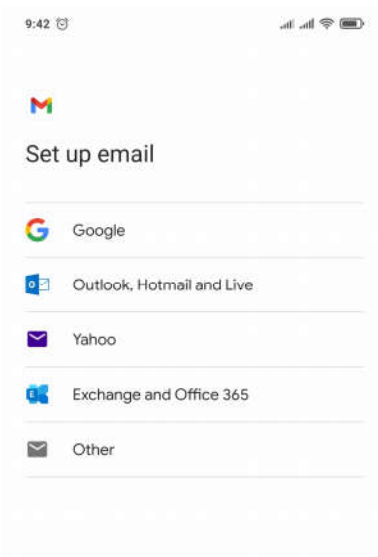 9:42
Set up email
Google
Outlook, Hotmail and Live
Yahoo
Exchange and Office 365
Other